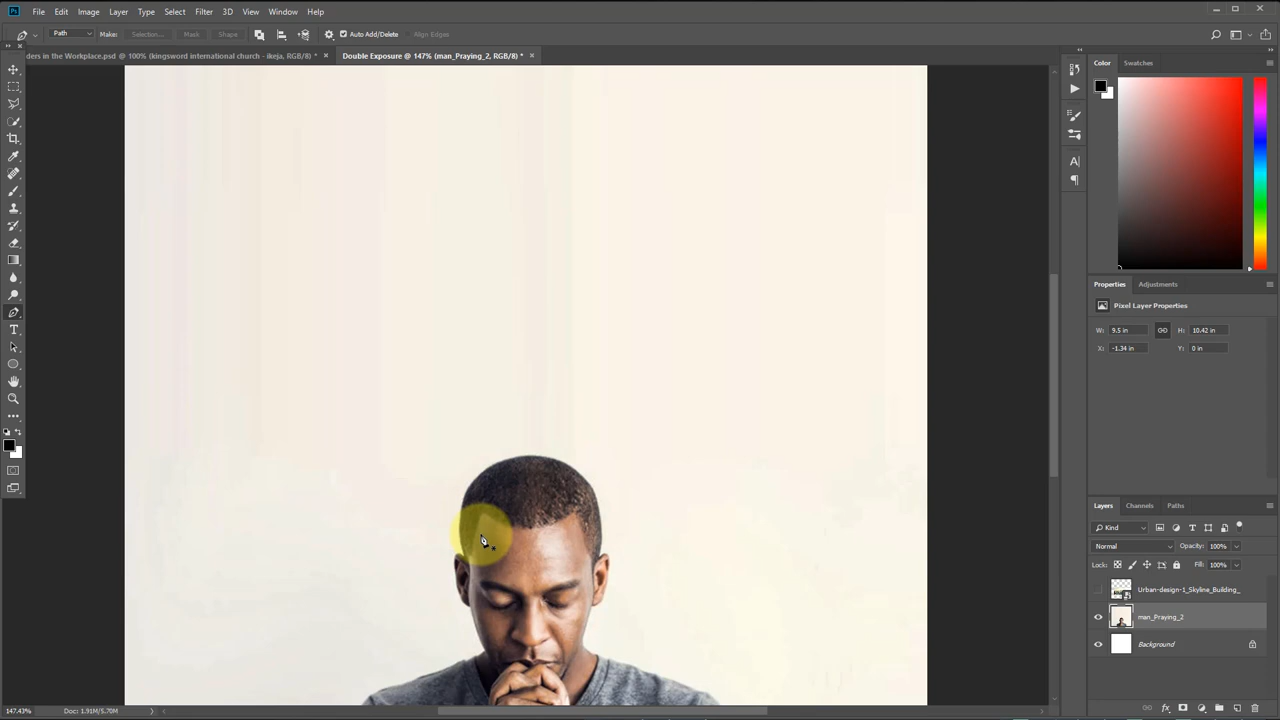 Ps File Edit Image Layer Type Select Filter 3D View Window Help
Path Make: Selection... Mask Shape Auto Add/Delete Align Edges
ders in the Workplace.psd @ 100% (kingsword international church - ikeja, RGB/8) * × Double Exposure @ 147% (man_Praying_2, RGB/8) * ×
Color Swatches
Properties Adjustments
Pixel Layer Properties
W: 9.5 in H: 10.42 in
X: -1.34 in Y: 0 in
Layers Channels Paths
Kind
Normal Opacity: 100%
Lock: Fill: 100%
Urban-design-1_Skyline_Building_
man_Praying_2
Background
147.43% Doc: 1.91M/5.70M